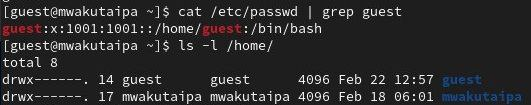 [guest@mwakutaipa]$ cat /etc/passwd | grep guest
guest:x:1001:1001::/home/guest:/bin/bash
[guest@mwakutaipa]$ ls -l /home/
total 8
drwx------. 14 guest      guest      4096 Feb 22 12:57 guest
drwx------. 17 mwakutaipa mwakutaipa 4096 Feb 18 06:01 mwakutaipa